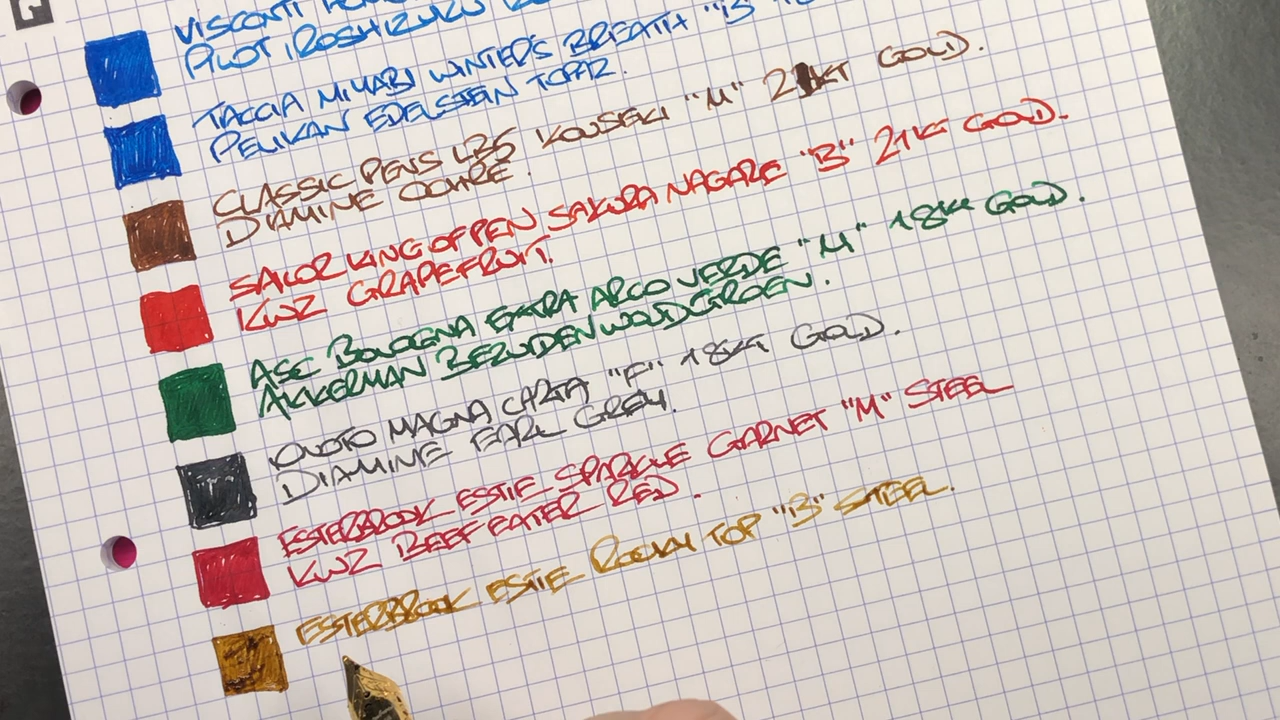 VISCONTI
PILOT IROSHIZUKU
TACCIA MIYABI WINTER'S BREATH "B"
PELIKAN EDELSTEIN TOPAZ.
CLASSIC PENS LB5 KOUSEKI "M" 21KT GOLD.
DIAMINE OCHRE.
SAILOR KING OF PEN SAKURA NAGARE "B" 21KT GOLD.
KWZ GRAPEFRUIT.
ASC BOLOGNA EXTRA ARCO VERDE "M" 18KT GOLD.
AKKERMAN BEZUIDENWOUDGROEN.
ONOTO MAGNA CARTA "F" 18KT GOLD.
DIAMINE EARL GREY.
ESTERBROOK ESTIE SPARKLE GARNET "M" STEEL
KWZ BEEFEATER RED.
ESTERBROOK ESTIE ROCKY TOP "B" STEEL.